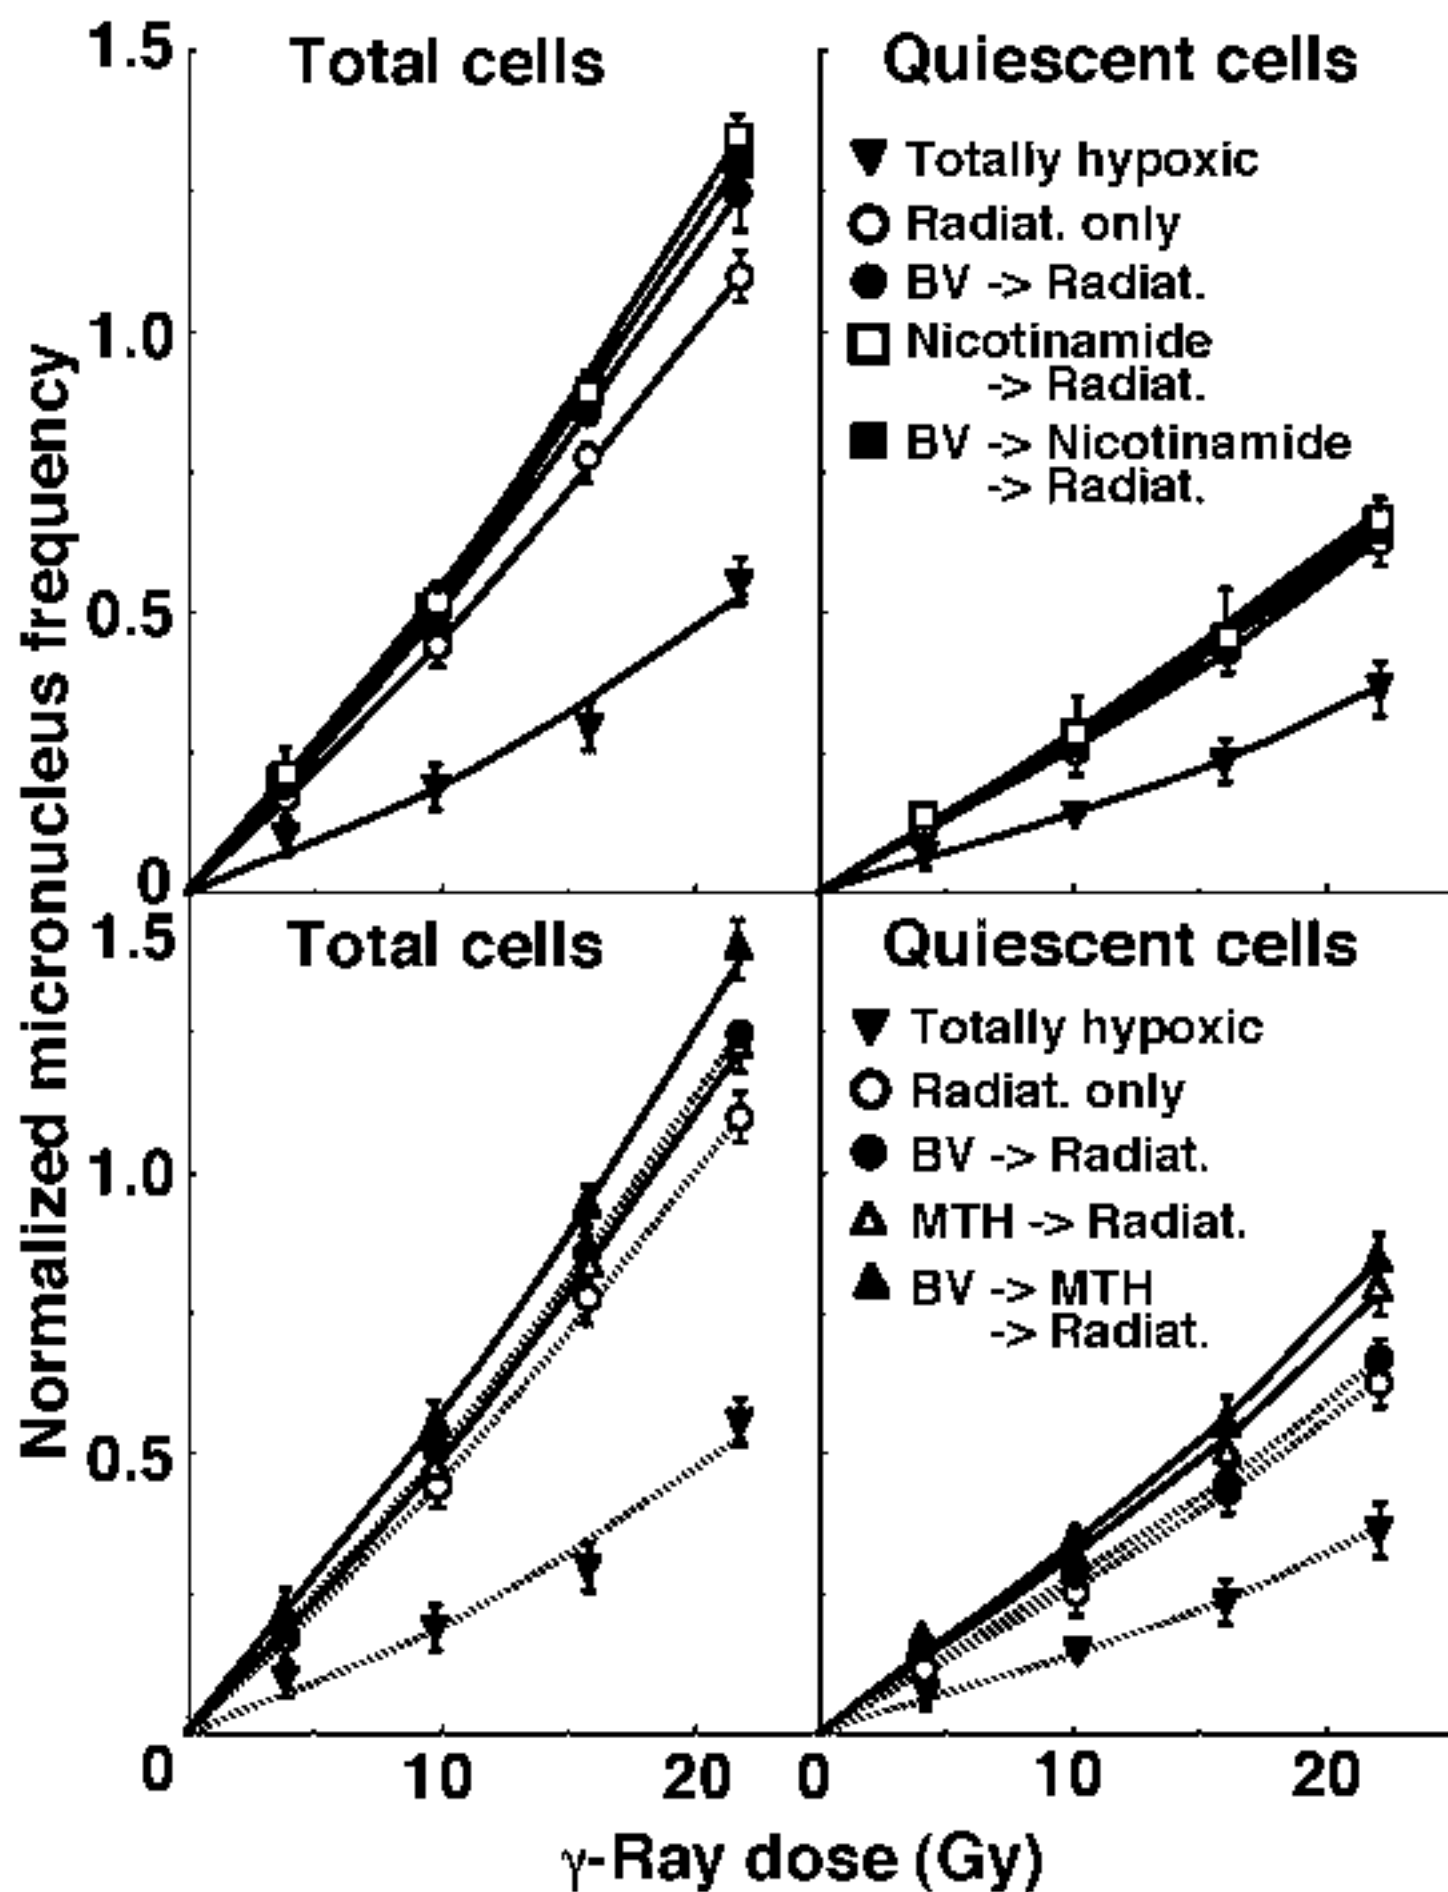 Normalized micronucleus frequency
1.5
Total cells
Quiescent cells
Totally hypoxic
Radiat. only
BV -> Radiat.
1.0
Nicotinamide
-> Radiat.
BV -> Nicotinamide
-> Radiat.
0.5
0
1.5
Total cells
Quiescent cells
Totally hypoxic
Radiat. only
BV -> Radiat.
1.0
MTH -> Radiat.
BV -> MTH
-> Radiat.
0.5
0 10 20 0 10 20
γ-Ray dose (Gy)